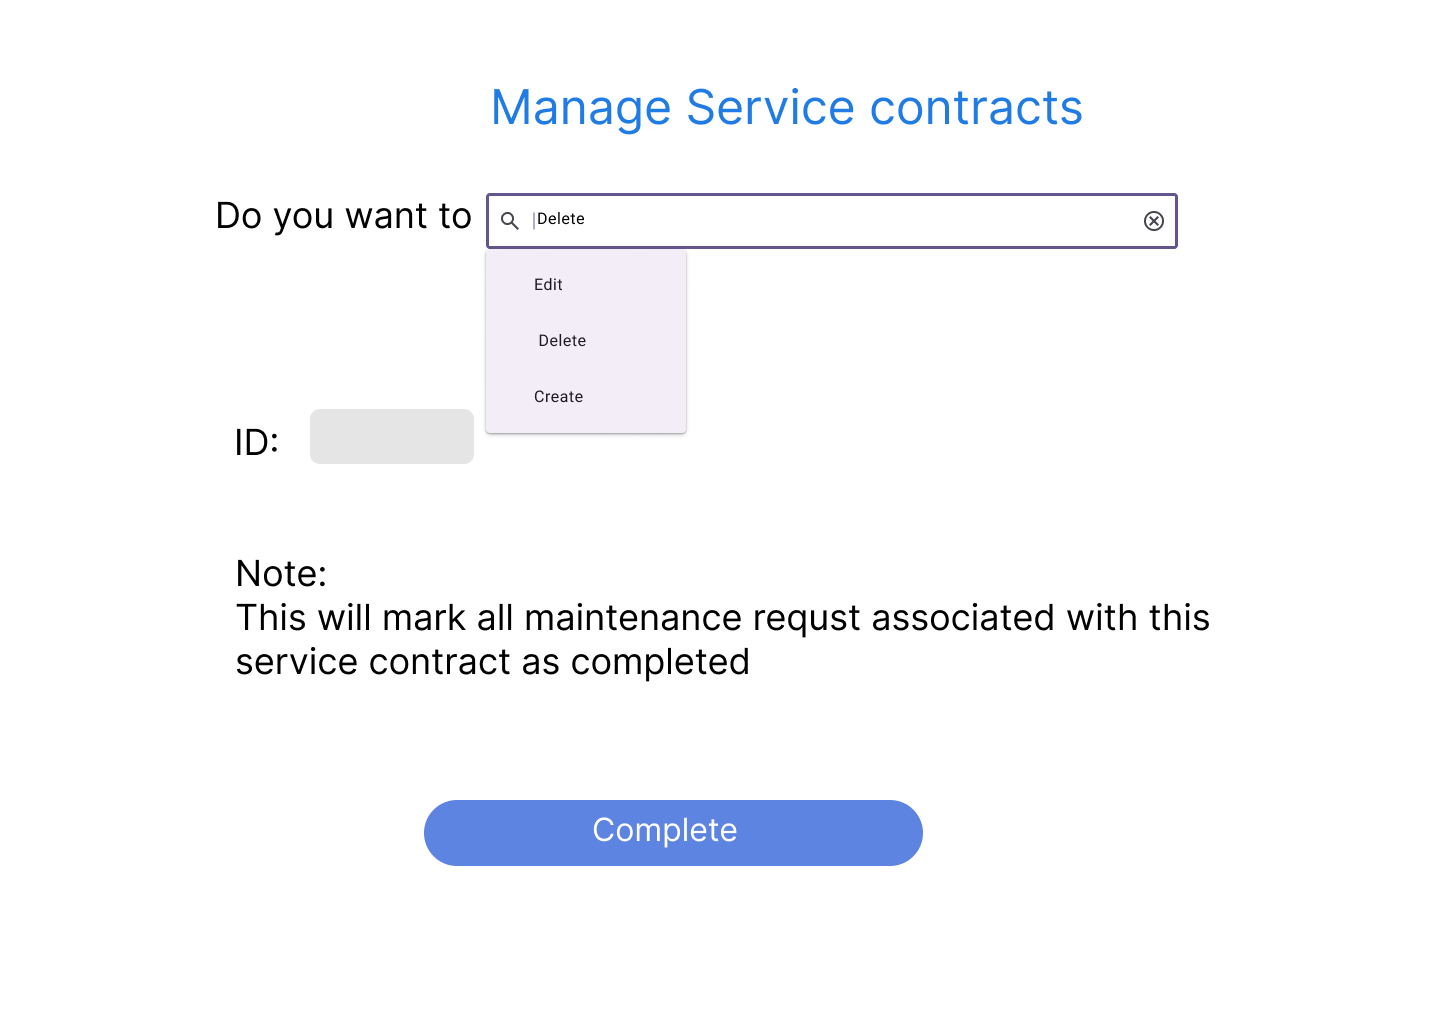 Manage Service contracts
Do you want to
Delete
Edit
Delete
Create
ID:
Note:
This will mark all maintenance requst associated with this
service contract as completed
Complete